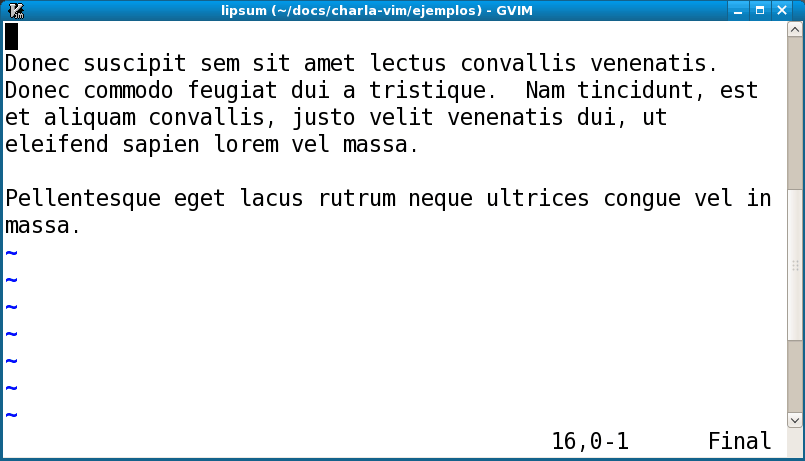 lipsum (~/docs/charla-vim/ejemplos) - GVIM
Donec suscipit sem sit amet lectus convallis venenatis.
Donec commodo feugiat dui a tristique.  Nam tincidunt, est
et aliquam convallis, justo velit venenatis dui, ut
eleifend sapien lorem vel massa.
Pellentesque eget lacus rutrum neque ultrices congue vel in
massa.
~
~
~
~
~
~
~
16,0-1 Final